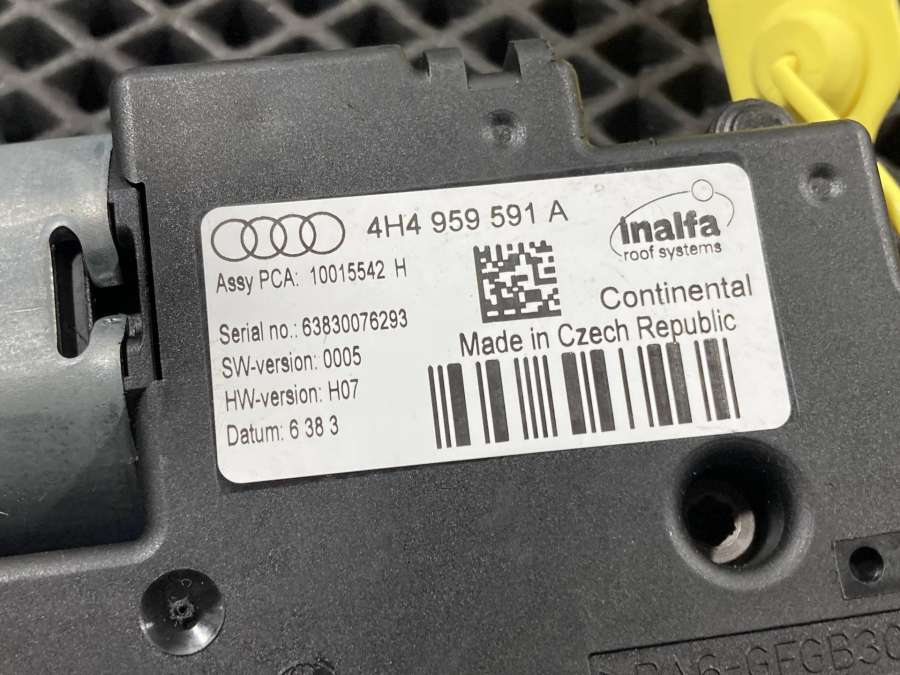 4H4 959 591 A
inalfa
roof systems
Assy PCA: 10015542 H
Continental
Made in Czech Republic
Serial no.: 63830076293
SW-version: 0005
HW-version: H07
Datum: 6 38 3